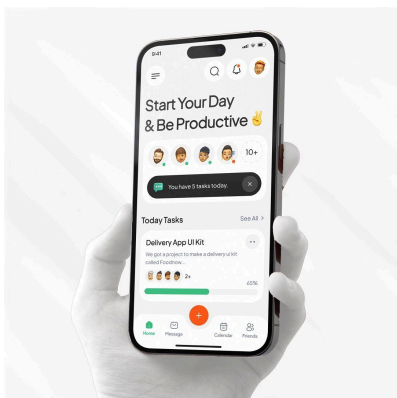 9:41
Start Your Day
& Be Productive ✌
10+
You have 5 tasks today.
Today Tasks
See All >
Delivery App UI Kit
We got a project to make a delivery ui kit
called Foodnow...
2+
65%
Home
Message
Calendar
Friends